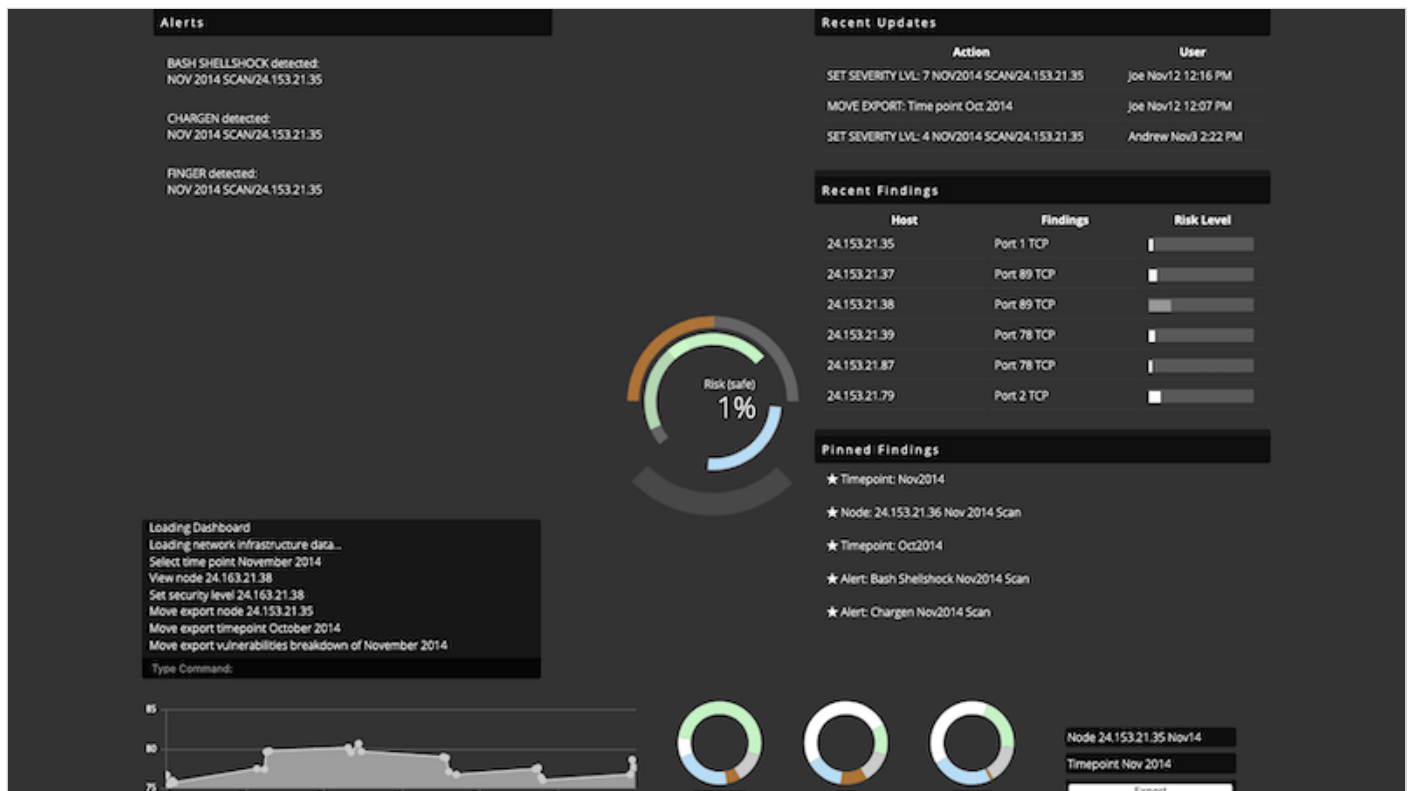 Alerts
BASH SHELLSHOCK detected:
NOV 2014 SCAN/24.153.21.35
CHARGEN detected:
NOV 2014 SCAN/24.153.21.35
FINGER detected:
NOV 2014 SCAN/24.153.21.35
Risk (safe)
1%
Loading Dashboard
Loading network infrastructure data...
Select time point November 2014
View node 24.163.21.38
Set security level 24.163.21.38
Move export node 24.153.21.35
Move export timepoint October 2014
Move export vulnerabilities breakdown of November 2014
Type Command:
85
80
75
Recent Updates
Action User
SET SEVERITY LVL: 7 NOV2014 SCAN/24.153.21.35 Joe Nov12 12:16 PM
MOVE EXPORT: Time point Oct 2014 Joe Nov12 12:07 PM
SET SEVERITY LVL: 4 NOV2014 SCAN/24.153.21.35 Andrew Nov3 2:22 PM
Recent Findings
Host Findings Risk Level
24.153.21.35 Port 1 TCP
24.153.21.37 Port 89 TCP
24.153.21.38 Port 89 TCP
24.153.21.39 Port 78 TCP
24.153.21.87 Port 78 TCP
24.153.21.79 Port 2 TCP
Pinned Findings
★ Timepoint: Nov2014
★ Node: 24.153.21.36 Nov 2014 Scan
★ Timepoint: Oct2014
★ Alert: Bash Shellshock Nov2014 Scan
★ Alert: Chargen Nov2014 Scan
Node 24.153.21.35 Nov14
Timepoint Nov 2014
Export